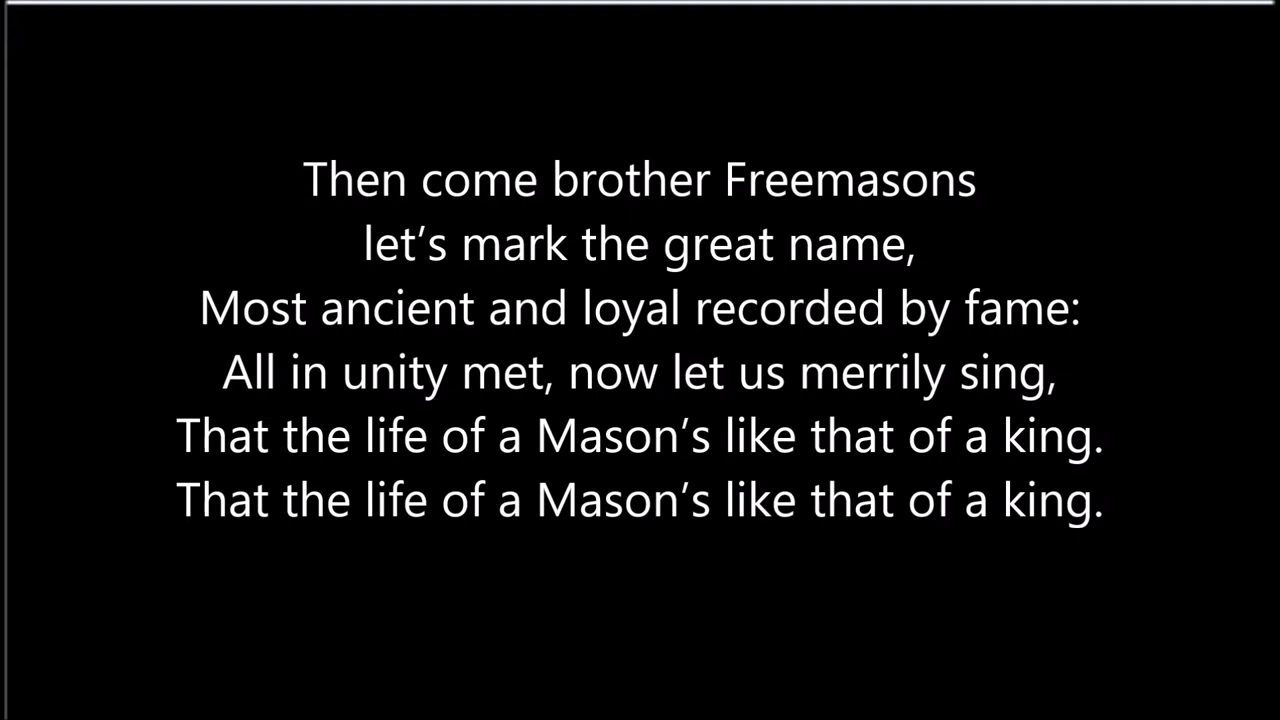 Then come brother Freemasons
let’s mark the great name,
Most ancient and loyal recorded by fame:
All in unity met, now let us merrily sing,
That the life of a Mason’s like that of a king.
That the life of a Mason’s like that of a king.